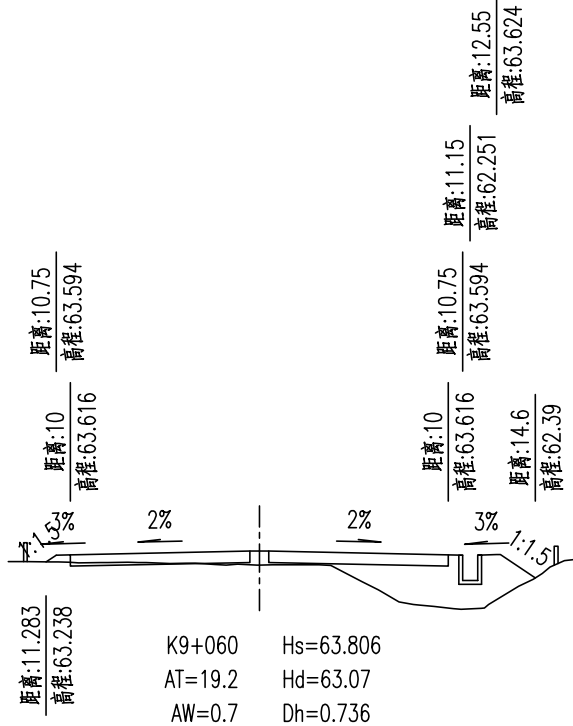 距离:12.55
高程:63.624
距离:11.15
高程:62.251
距离:10.75
高程:63.594
距离:10.75
高程:63.594
距离:10
高程:63.616
距离:10
高程:63.616
距离:14.6
高程:62.39
1:1.5
3%
2%
2%
3%
1:1.5
距离:11.283
高程:63.238
K9+060 Hs=63.806
AT=19.2 Hd=63.07
AW=0.7 Dh=0.736